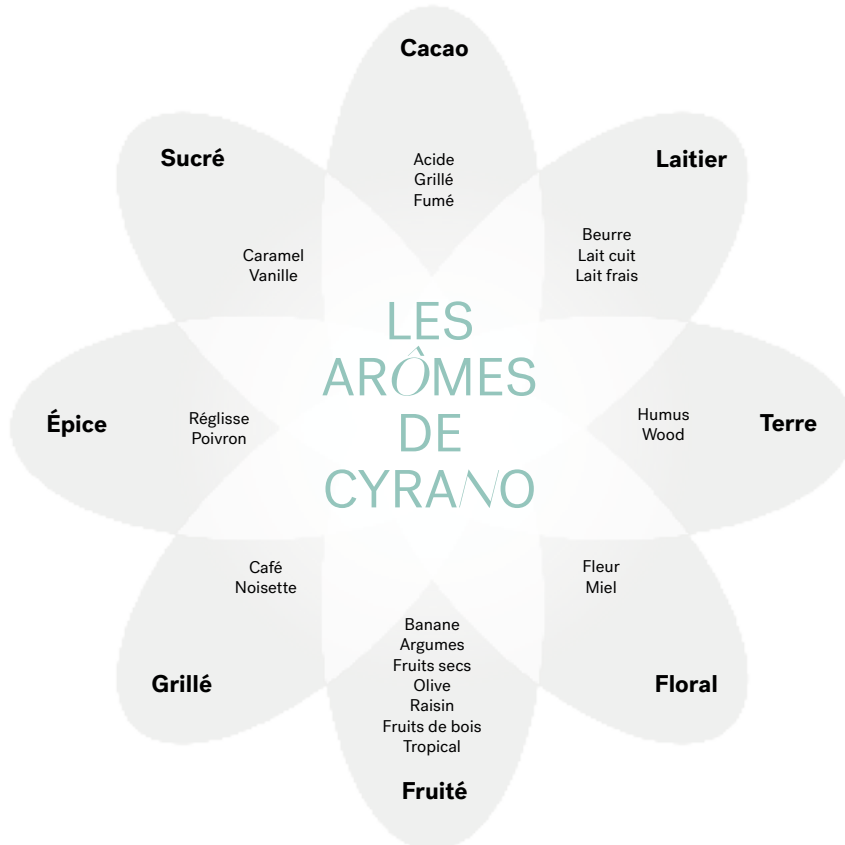 Cacao
Acide
Grillé
Fumé
Sucré
Caramel
Vanille
Laitier
Beurre
Lait cuit
Lait frais
LES
ARÔMES
DE
CYRANO
Épice
Réglisse
Poivron
Humus
Wood
Terre
Café
Noisette
Grillé
Fleur
Miel
Floral
Banane
Argumes
Fruits secs
Olive
Raisin
Fruits de bois
Tropical
Fruité